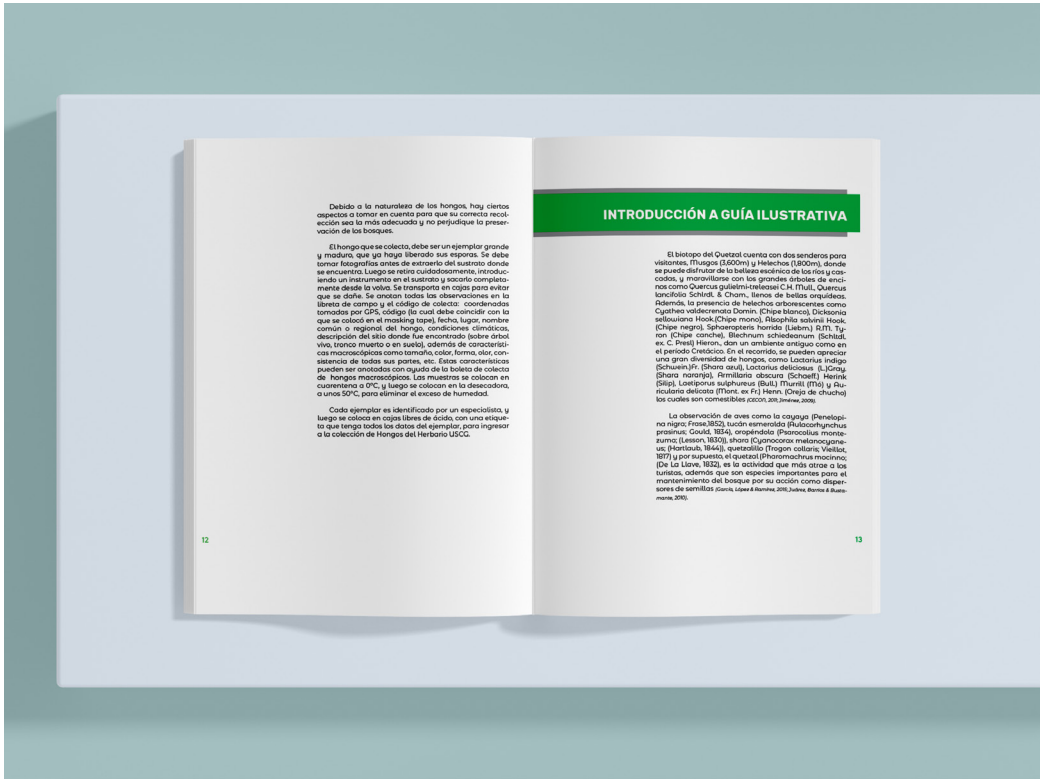 Debido a la naturaleza de los hongos, hay ciertos
aspectos a tomar en cuenta para que su correcta recol-
ección sea la más adecuada y no perjudique la preser-
vación de los bosques.
El hongo que se colecta, debe ser un ejemplar grande
y maduro, que ya haya liberado sus esporas. Se debe
tomar fotografías antes de extraerlo del sustrato donde
se encuentra. Luego se retira cuidadosamente, introduc-
iendo un instrumento en el sustrato y sacarlo completa-
mente desde la volva. Se transporta en cajas para evitar
que se dañe. Se anotan todas las observaciones en la
libreta de campo y el código de colecta: coordenadas
tomadas por GPS, código (la cual debe coincidir con la
que se colocó en el masking tape), fecha, lugar, nombre
común o regional del hongo, condiciones climáticas,
descripción del sitio donde fue encontrado (sobre árbol
vivo, tronco muerto o en suelo), además de característi-
cas macroscópicas como tamaño, color, forma, olor, con-
sistencia de todas sus partes, etc. Estas características
pueden ser anotadas con ayuda de la boleta de colecta
de hongos macroscópicos. Las muestras se colocan en
cuarentena a 0°C, y luego se colocan en la desecadora,
a unos 50°C, para eliminar el exceso de humedad.
Cada ejemplar es identificado por un especialista, y
luego se coloca en cajas libres de ácido, con una etique-
ta que tenga todos los datos del ejemplar, para ingresar
a la colección de Hongos del Herbario USCG.
12
INTRODUCCIÓN A GUÍA ILUSTRATIVA
El biotopo del Quetzal cuenta con dos senderos para
visitantes, Musgos (3,600m) y Helechos (1,800m), donde
se puede disfrutar de la belleza escénica de los ríos y cas-
cadas, y maravillarse con los grandes árboles de enci-
nos como Quercus gulielmi-treleasei C.H. Mull., Quercus
lancifolia Schlrdl. & Cham., llenos de bellas orquídeas.
Además, la presencia de helechos arborescentes como
Cyathea valdecrenata Domin. (Chipe blanco), Dicksonia
sellowiana Hook.(Chipe mono), Alsophila salvinii Hook.
(Chipe negro), Sphaeropteris horrida (Liebm.) R.M. Ty-
ron (Chipe canche), Blechnum schiedeanum (Schltdl.
ex. C. Presl) Hieron., dan un ambiente antiguo como en
el período Cretácico. En el recorrido, se pueden apreciar
una gran diversidad de hongos, como Lactarius indigo
(Schwein.)Fr. (Shara azul), Lactarius deliciosus (L.)Gray.
(Shara naranja), Armillaria obscura (Schaeff.) Herink
(Silip), Laetiporus sulphureus (Bull.) Murrill (Mó) y Au-
ricularia delicata (Mont. ex Fr.) Henn. (Oreja de chucho)
los cuales son comestibles (CECON, 2011; Jiménez, 2009).
La observación de aves como la cayaya (Penelopi-
na nigra; Frase,1852), tucán esmeralda (Aulacorhynchus
prasinus; Gould, 1834), oropéndola (Psarocolius monte-
zuma; (Lesson, 1830)), shara (Cyanocorax melanocyane-
us; (Hartlaub, 1844)), quetzalillo (Trogon collaris; Vieillot,
1817) y por supuesto, el quetzal (Pharomachrus mocinno;
(De La Llave, 1832), es la actividad que más atrae a los
turistas, además que son especies importantes para el
mantenimiento del bosque por su acción como disper-
sores de semillas (García, López & Ramírez, 2016; Juárez, Barrios & Busta-
mante, 2010).
13